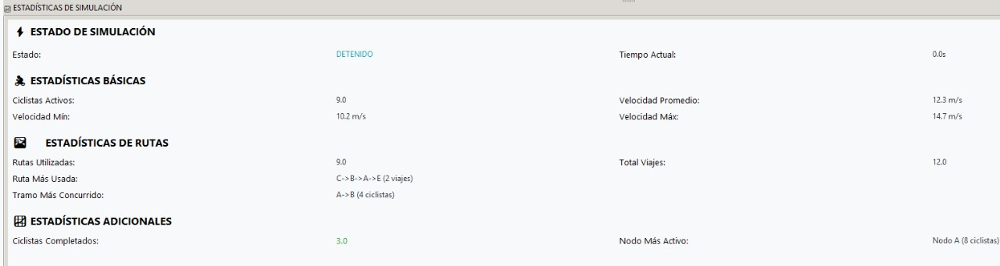 ESTADÍSTICAS DE SIMULACIÓN
ESTADO DE SIMULACIÓN
Estado: DETENIDO Tiempo Actual: 0.0s
ESTADÍSTICAS BÁSICAS
Ciclistas Activos: 9.0 Velocidad Promedio: 12.3 m/s
Velocidad Mín: 10.2 m/s Velocidad Máx: 14.7 m/s
ESTADÍSTICAS DE RUTAS
Rutas Utilizadas: 9.0 Total Viajes: 12.0
Ruta Más Usada: C->B->A->E (2 viajes)
Tramo Más Concurrido: A->B (4 ciclistas)
ESTADÍSTICAS ADICIONALES
Ciclistas Completados: 3.0 Nodo Más Activo: Nodo A (8 ciclistas)